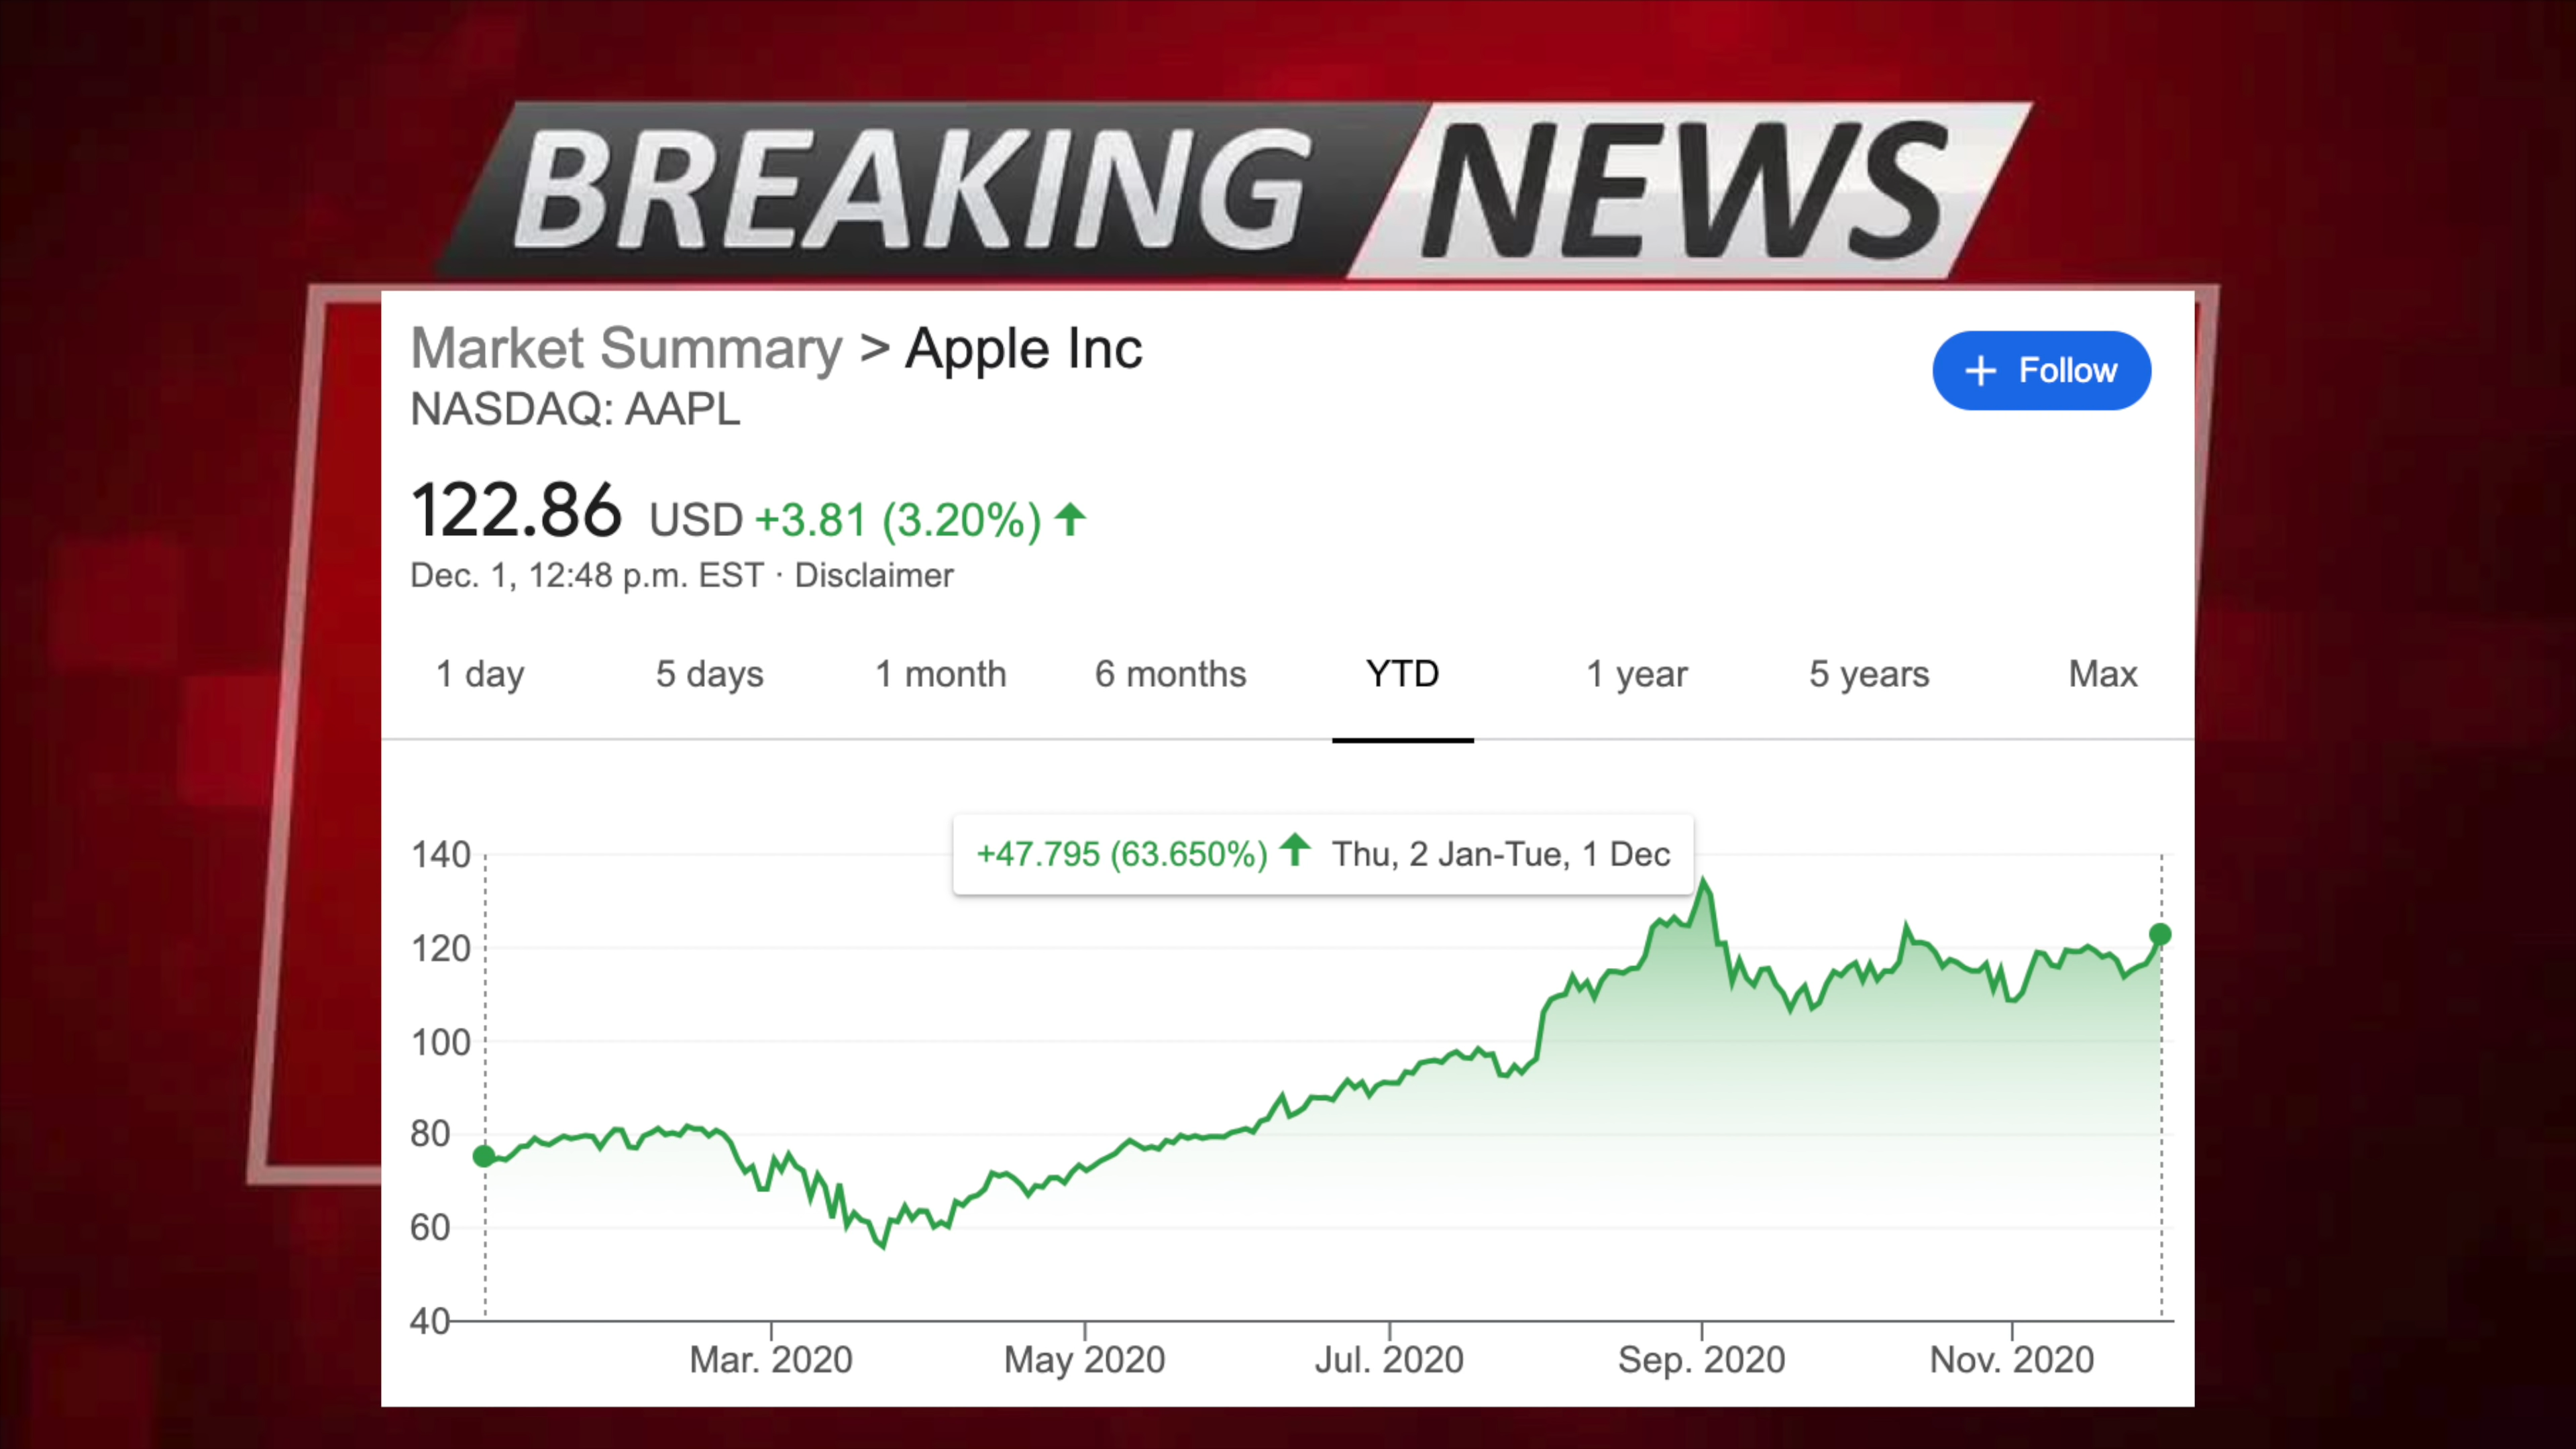 BREAKING NEWS
Market Summary > Apple Inc
+ Follow
NASDAQ: AAPL
122.86 USD +3.81 (3.20%) ↑
Dec. 1, 12:48 p.m. EST · Disclaimer
1 day 5 days 1 month 6 months YTD 1 year 5 years Max
+47.795 (63.650%) ↑ Thu, 2 Jan-Tue, 1 Dec
140
120
100
80
60
40
Mar. 2020 May 2020 Jul. 2020 Sep. 2020 Nov. 2020